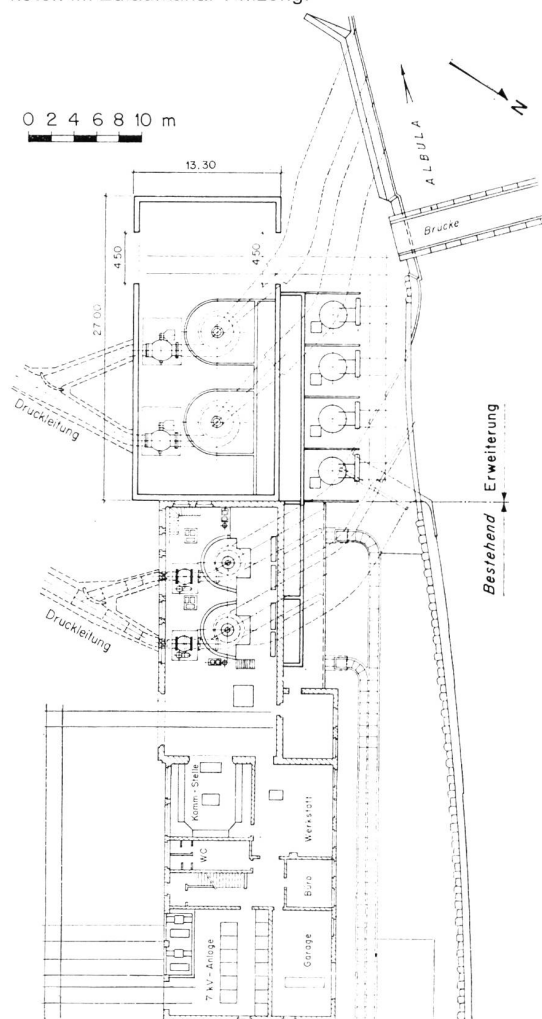 0 2 4 6 8 10 m
N
ALBULA
Brücke
13.30
4.50
4.50
27.00
Druckleitung
Erweiterung
Bestehend
Druckleitung
Komm.-Stelle
Werkstatt
WC
Büro
7 kV-Anlage
Garage